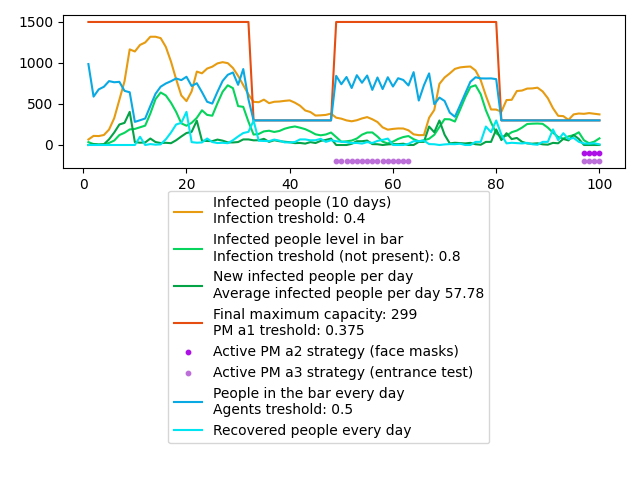 1500
1000
500
0
0 20 40 60 80 100
Infected people (10 days)
Infection treshold: 0.4
Infected people level in bar
Infection treshold (not present): 0.8
New infected people per day
Average infected people per day 57.78
Final maximum capacity: 299
PM a1 treshold: 0.375
Active PM a2 strategy (face masks)
Active PM a3 strategy (entrance test)
People in the bar every day
Agents treshold: 0.5
Recovered people every day